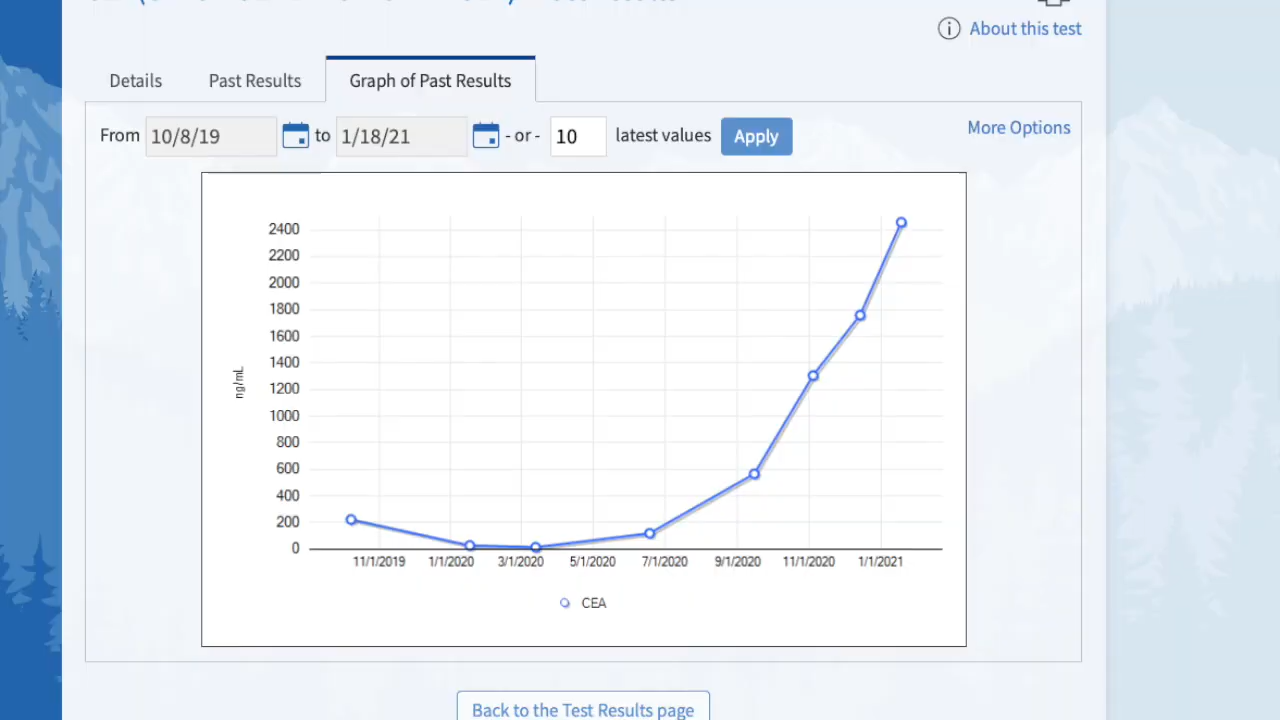 About this test
Details Past Results Graph of Past Results
From 10/8/19 to 1/18/21 - or - 10 latest values Apply More Options
2400
2200
2000
1800
1600
1400
1200
1000
800
600
400
200
0
ng/mL
11/1/2019 1/1/2020 3/1/2020 5/1/2020 7/1/2020 9/1/2020 11/1/2020 1/1/2021
CEA
Back to the Test Results page